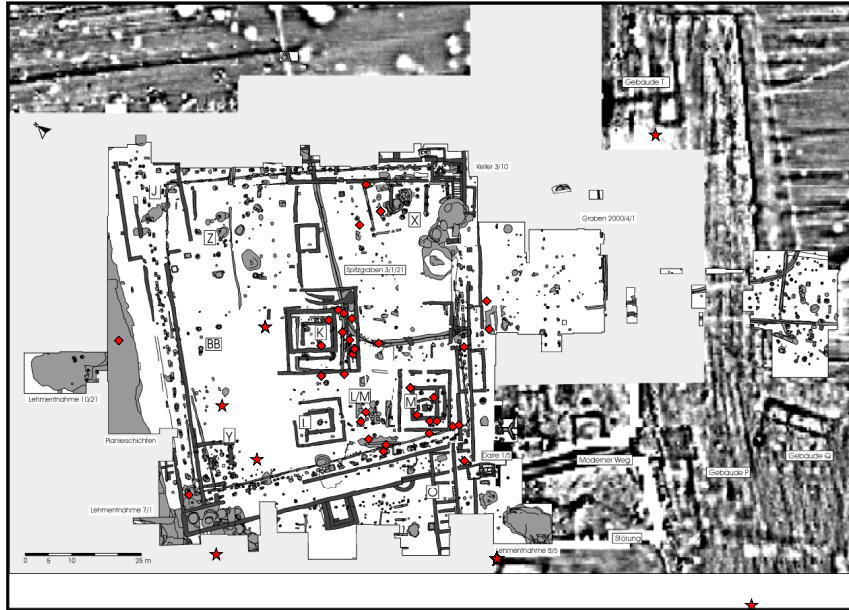 Gebäude T
Keller 3/10
J
X
Graben 2000/4/1
Z
Spitzgraben 3/1/21
K
BB
Lehmentnahme 10/21
L/M
M
L
Planierschichten
Y
Darre 1/5
Moderner Weg
Gebäude Q
Gebäude P
O
Lehmentnahme 7/1
Störung
Lehmentnahme 8/5
0 5 10 25 m